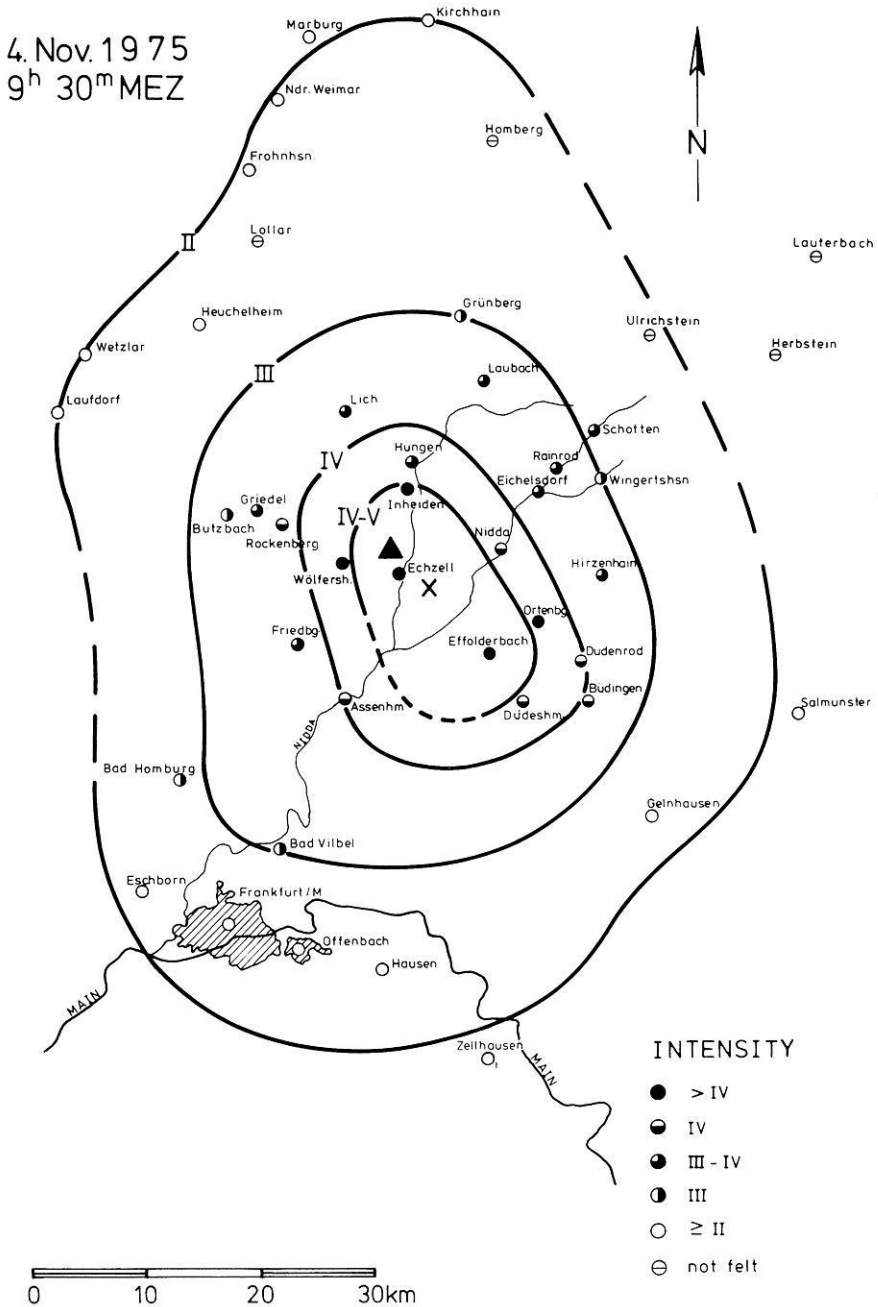 4. Nov. 1975
9h 30m MEZ
Kirchhain
Marburg
Ndr. Weimar
Homberg
N
Frohnhsn
Lollar
II
Lauterbach
Heuchelheim
Grünberg
Ulrichstein
Wetzlar
Herbstein
III
Laubach
Laufdorf
Lich
Schotten
Hungen
Rainrod
IV
Eichelsdorf
Wingertshsn
Griedel
Inheiden
IV-V
Butzbach
Rockenberg
Nidda
Echzell
Hirzenhain
Wölfersh.
X
Ortenbg
Friedbg.
Effolderbach
Dudenrod
Büdingen
Assenhm
Düdeshm.
Salmunster
NIDDA
Bad Homburg
Gelnhausen
Bad Vilbel
Eschborn
Frankfurt/M
Offenbach
Hausen
MAIN
Zellhausen
MAIN
INTENSITY
> IV
IV
III - IV
III
≥ II
not felt
0 10 20 30km